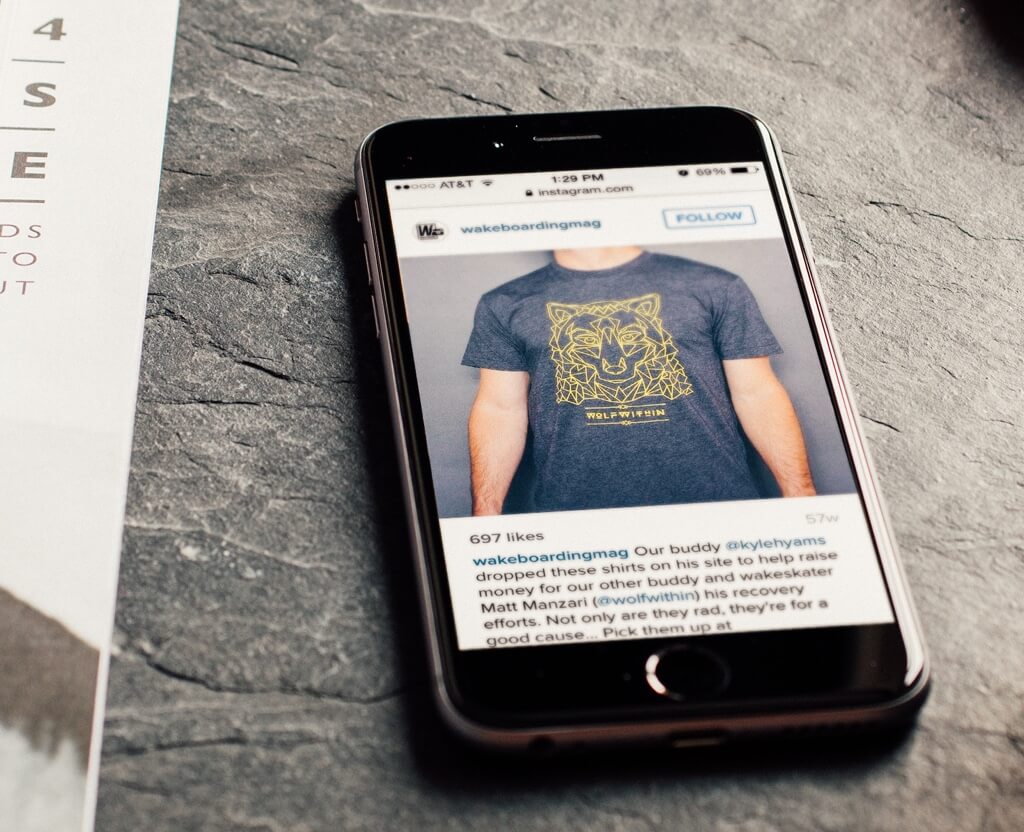 4
S
E
DS
TO
UT
AT&T
1:29 PM
69%
instagram.com
W
wakeboardingmag
FOLLOW
WOLFWITHIN
57w
697 likes
wakeboardingmag Our buddy @kylehyams
dropped these shirts on his site to help raise
money for our other buddy and wakeskater
Matt Manzari (@wolfwithin) his recovery
efforts. Not only are they rad, they're for a
good cause... Pick them up at